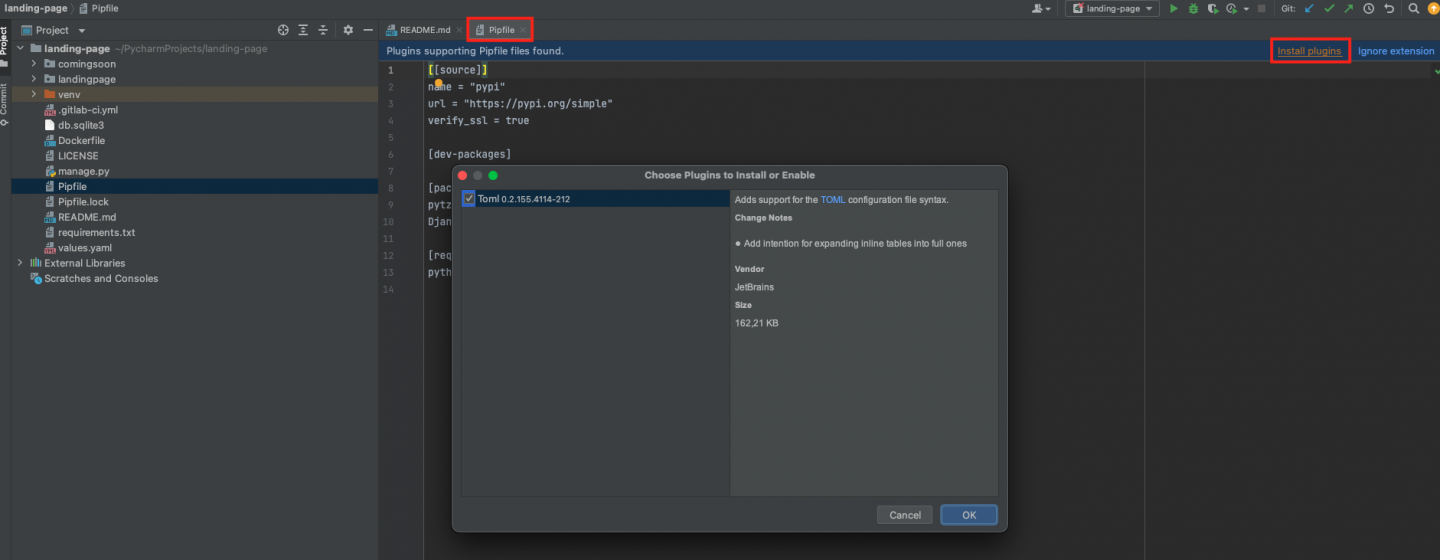 landing-page
Pipfile
landing-page
Git:
Project
Commit
Project
README.md
Pipfile
landing-page ~/PycharmProjects/landing-page
comingsoon
landingpage
venv
.gitlab-ci.yml
db.sqlite3
Dockerfile
LICENSE
manage.py
Pipfile
Pipfile.lock
README.md
requirements.txt
values.yaml
External Libraries
Scratches and Consoles
Plugins supporting Pipfile files found.
Install plugins
Ignore extension
1 [[source]]
2 name = "pypi"
3 url = "https://pypi.org/simple"
4 verify_ssl = true
5
6 [dev-packages]
7
8 [pac
9 pytz
10 Djan
11
12 [req
13 pyth
14
Choose Plugins to Install or Enable
Toml 0.2.155.4114-212
Adds support for the TOML configuration file syntax.
Change Notes
● Add intention for expanding inline tables into full ones
Vendor
JetBrains
Size
162,21 KB
Cancel
OK